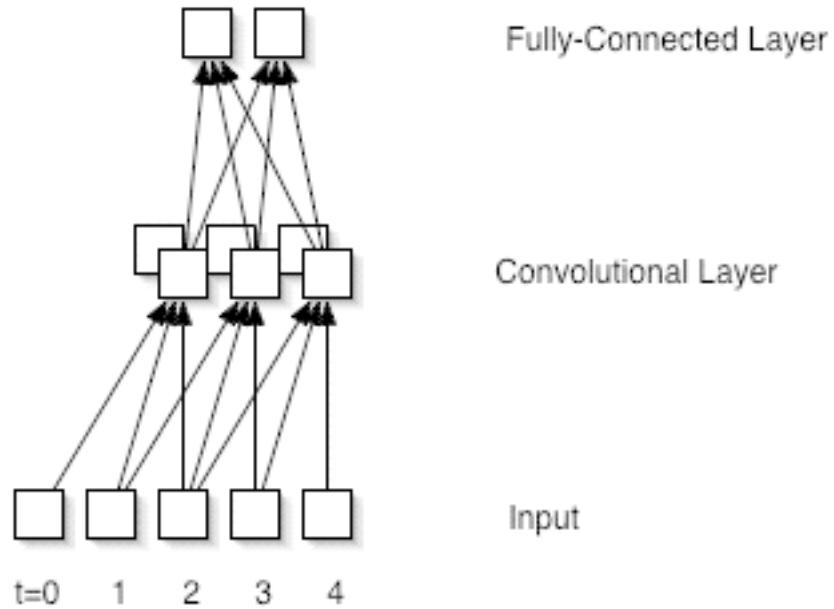 Fully-Connected Layer
Convolutional Layer
Input
t=0 1 2 3 4